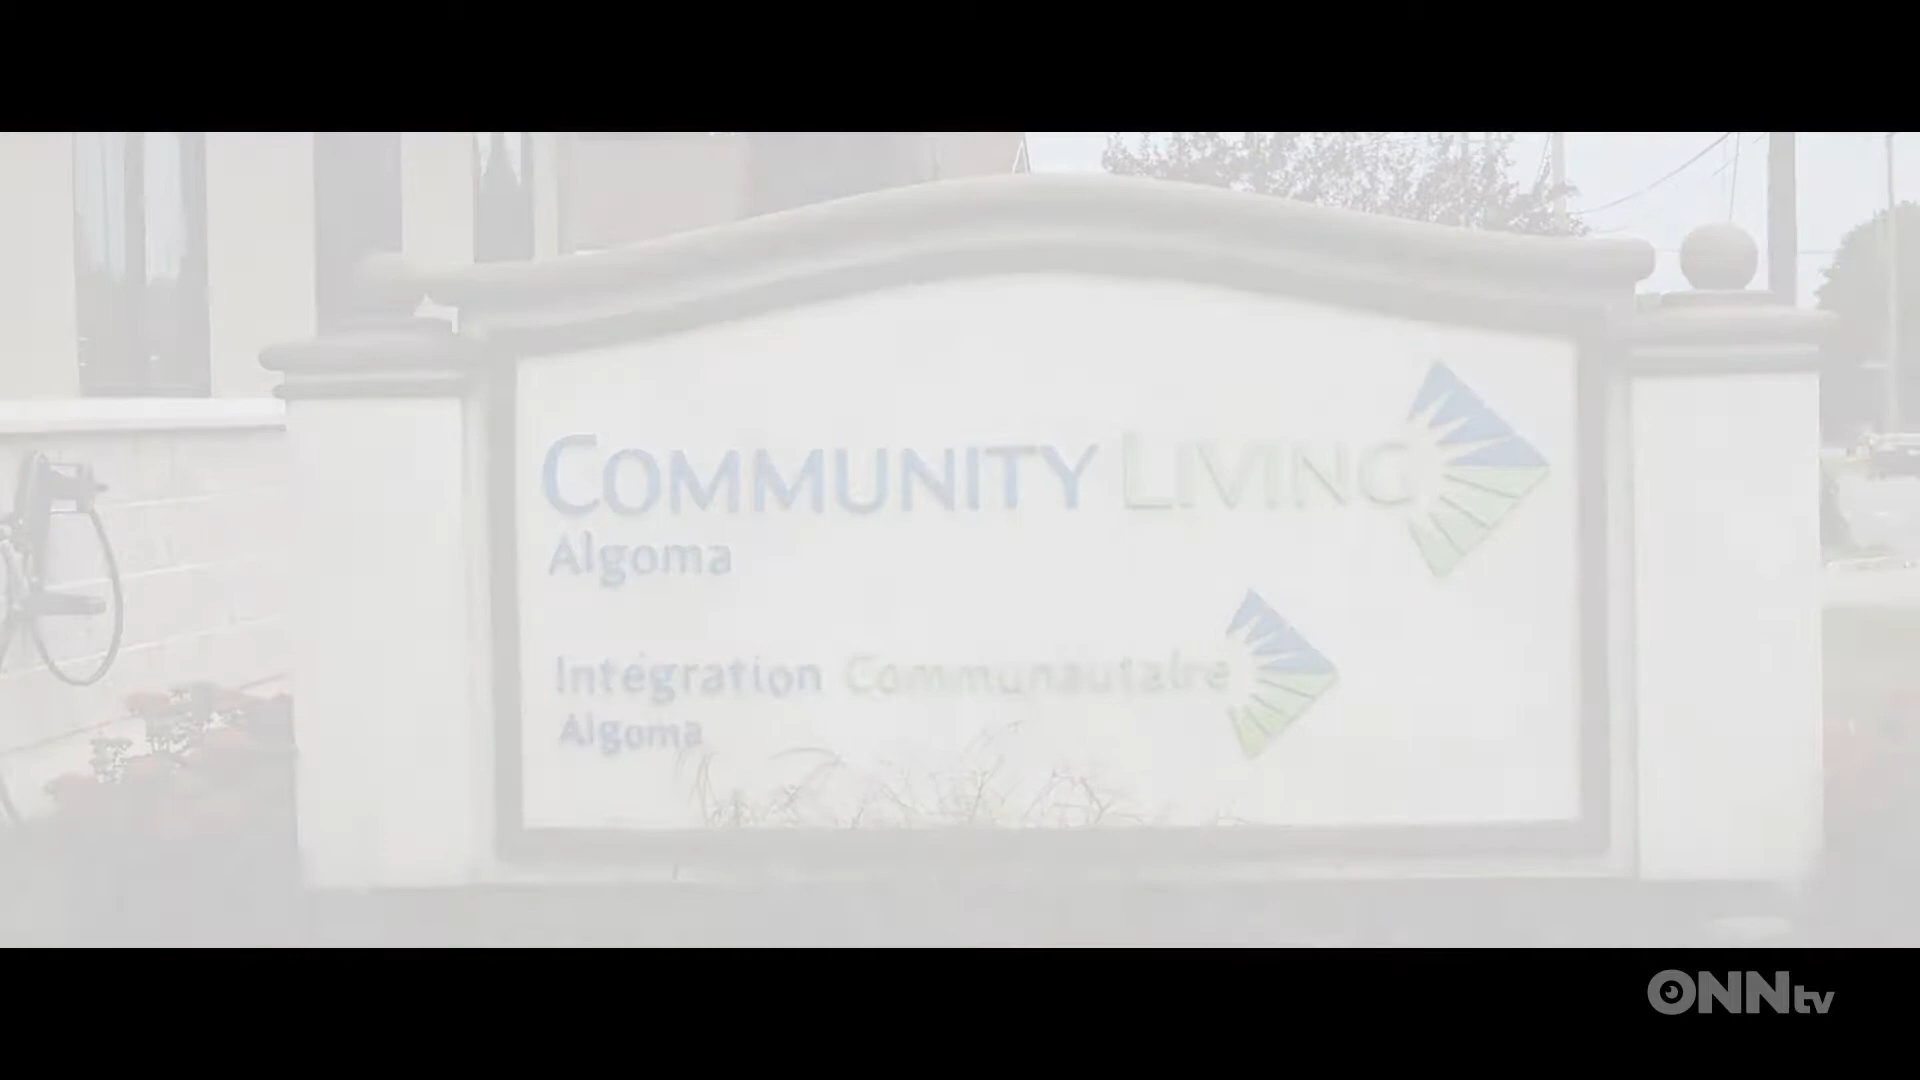 COMMUNITY LIVING
Algoma
Intégration Communautaire
Algoma
ONNtv